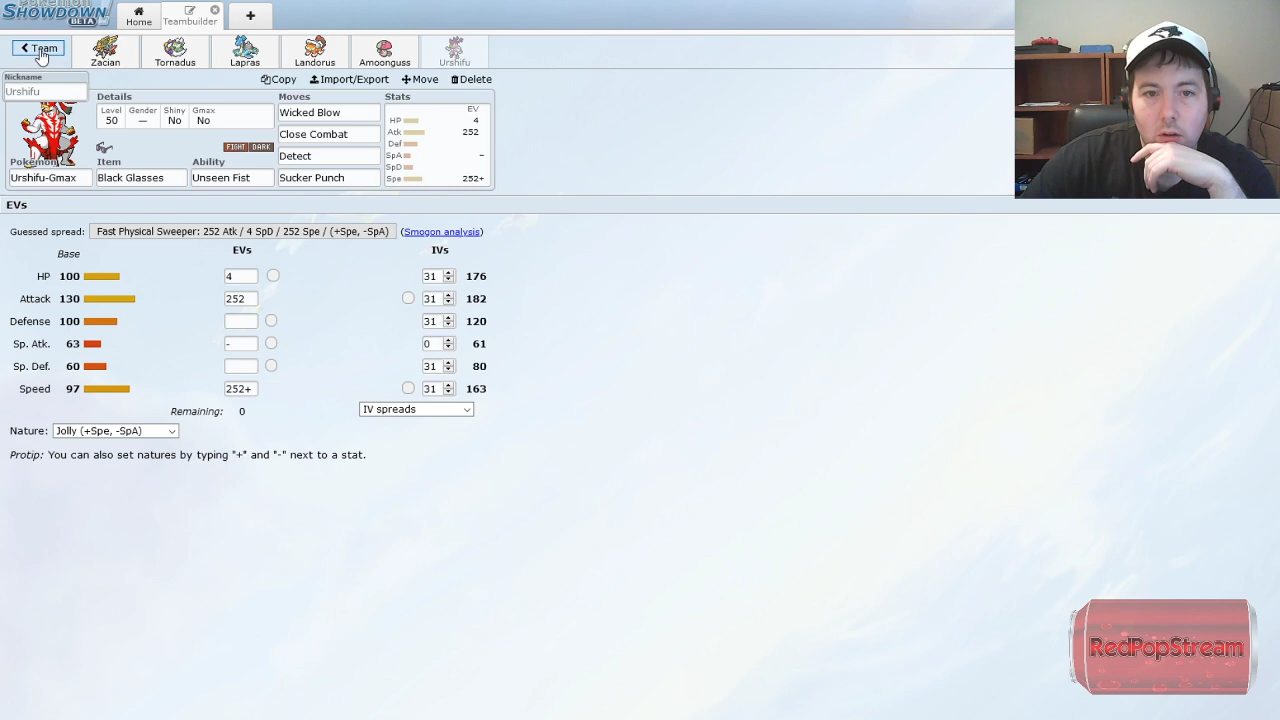 Pokémon
SHOWDOWN
BETA
Home
Teambuilder
+
Team
Zacian
Tornadus
Lapras
Landorus
Amoonguss
Urshifu
Nickname
Urshifu
Copy
Import/Export
Move
Delete
Details
Level Gender Shiny Gmax
50 — No No
FIGHT DARK
Pokémon
Urshifu-Gmax
Item
Black Glasses
Ability
Unseen Fist
Moves
Wicked Blow
Close Combat
Detect
Sucker Punch
Stats
EV
HP 4
Atk 252
Def
SpA –
SpD
Spe 252+
EVs
Guessed spread: Fast Physical Sweeper: 252 Atk / 4 SpD / 252 Spe / (+Spe, -SpA) (Smogon analysis)
Base EVs IVs
HP 100 4 31 176
Attack 130 252 31 182
Defense 100 31 120
Sp. Atk. 63 - 0 61
Sp. Def. 60 31 80
Speed 97 252+ 31 163
Remaining: 0 IV spreads
Nature: Jolly (+Spe, -SpA)
Protip: You can also set natures by typing "+" and "-" next to a stat.
RedPopStream